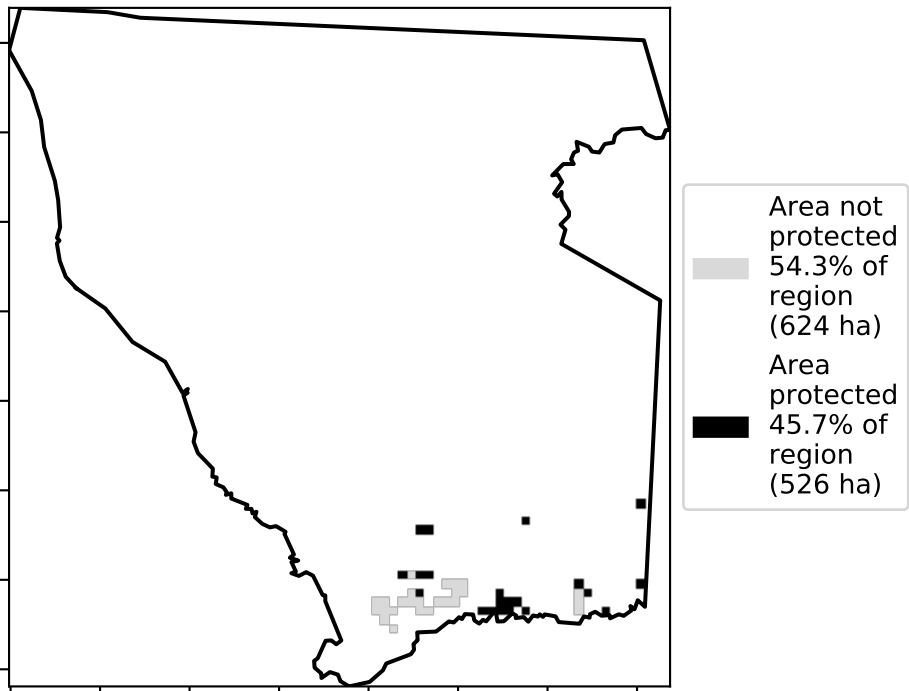 Area not
protected
54.3% of
region
(624 ha)
Area
protected
45.7% of
region
(526 ha)